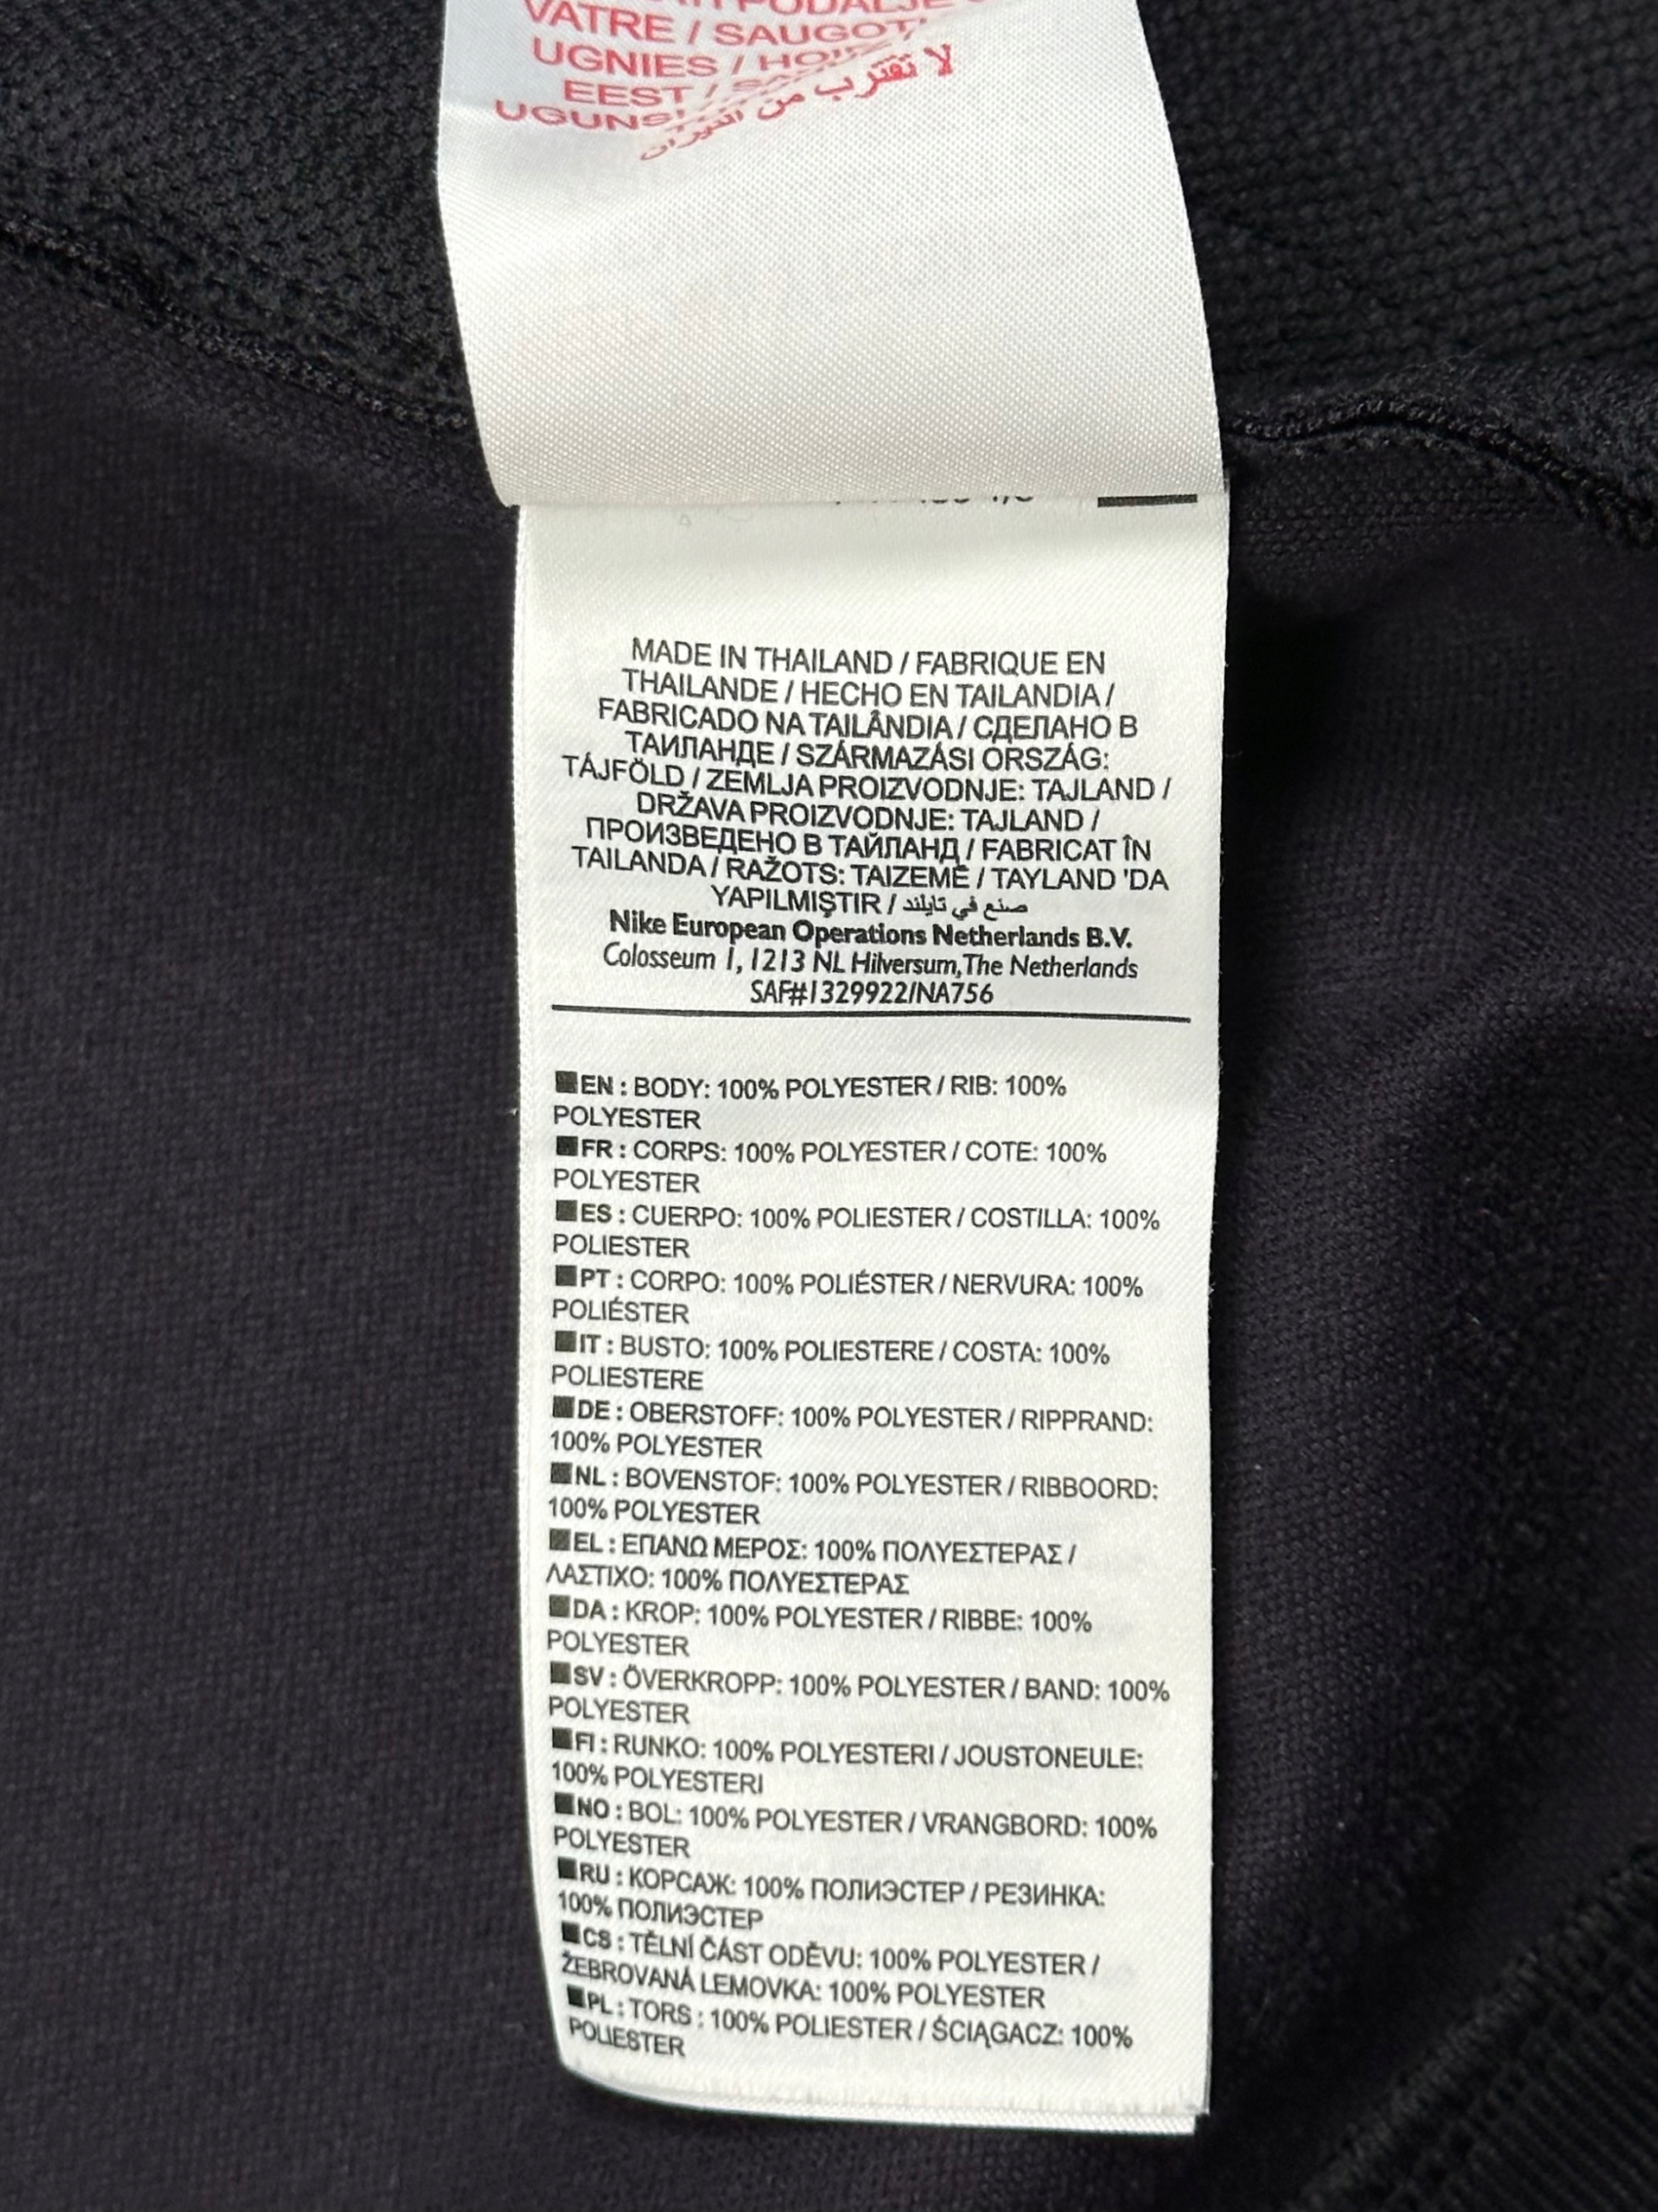 VATRE / SAUGOTI
UGNIES /
EEST /
لا تقترب من النيران
MADE IN THAILAND / FABRIQUE EN
THAILANDE / HECHO EN TAILANDIA /
FABRICADO NA TAILÂNDIA / СДЕЛАНО В
ТАИЛАНДЕ / SZÁRMAZÁSI ORSZÁG:
TÁJFÖLD / ZEMLJA PROIZVODNJE: TAJLAND /
DRŽAVA PROIZVODNJE: TAJLAND /
ПРОИЗВЕДЕНО В ТАЙЛАНД / FABRICAT ÎN
TAILANDA / RAŽOTS: TAIZEMĒ / TAYLAND 'DA
YAPILMIŞTIR / صنع في تايلند
Nike European Operations Netherlands B.V.
Colosseum 1, 1213 NL Hilversum, The Netherlands
SAF#1329922/NA756
EN : BODY: 100% POLYESTER / RIB: 100%
POLYESTER
FR : CORPS: 100% POLYESTER / COTE: 100%
POLYESTER
ES : CUERPO: 100% POLIESTER / COSTILLA: 100%
POLIESTER
PT : CORPO: 100% POLIÉSTER / NERVURA: 100%
POLIÉSTER
IT : BUSTO: 100% POLIESTERE / COSTA: 100%
POLIESTERE
DE : OBERSTOFF: 100% POLYESTER / RIPPRAND:
100% POLYESTER
NL : BOVENSTOF: 100% POLYESTER / RIBBOORD:
100% POLYESTER
EL : ΕΠΑΝΩ ΜΕΡΟΣ: 100% ΠΟΛΥΕΣΤΕΡΑΣ /
ΛΑΣΤΙΧΟ: 100% ΠΟΛΥΕΣΤΕΡΑΣ
DA : KROP: 100% POLYESTER / RIBBE: 100%
POLYESTER
SV : ÖVERKROPP: 100% POLYESTER / BAND: 100%
POLYESTER
FI : RUNKO: 100% POLYESTERI / JOUSTONEULE:
100% POLYESTERI
NO : BOL: 100% POLYESTER / VRANGBORD: 100%
POLYESTER
RU : КОРСАЖ: 100% ПОЛИЭСТЕР / РЕЗИНКА:
100% ПОЛИЭСТЕР
CS : TĚLNÍ ČÁST ODĚVU: 100% POLYESTER /
ŽEBROVANÁ LEMOVKA: 100% POLYESTER
PL : TORS : 100% POLIESTER / ŚCIĄGACZ: 100%
POLIESTER